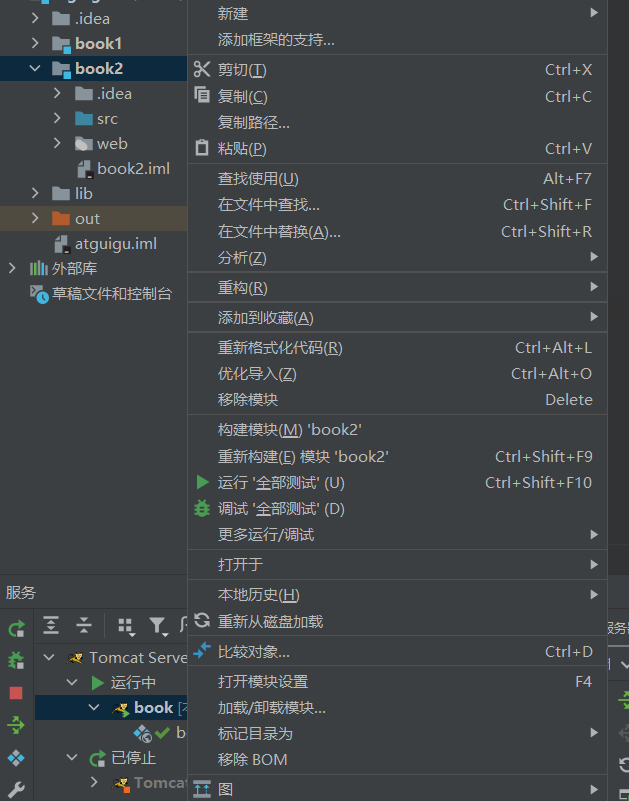 .idea
book1
book2
.idea
src
web
book2.iml
lib
out
atguigu.iml
外部库
草稿文件和控制台
新建
添加框架的支持...
剪切(T) Ctrl+X
复制(C) Ctrl+C
复制路径...
粘贴(P) Ctrl+V
查找使用(U) Alt+F7
在文件中查找... Ctrl+Shift+F
在文件中替换(A)... Ctrl+Shift+R
分析(Z)
重构(R)
添加到收藏(A)
重新格式化代码(R) Ctrl+Alt+L
优化导入(Z) Ctrl+Alt+O
移除模块 Delete
构建模块(M) 'book2'
重新构建(E) 模块 'book2' Ctrl+Shift+F9
运行 '全部测试' (U) Ctrl+Shift+F10
调试 '全部测试' (D)
更多运行/调试
打开于
本地历史(H)
重新从磁盘加载
比较对象... Ctrl+D
打开模块设置 F4
加载/卸载模块...
标记目录为
移除 BOM
图
服务
Tomcat Serve
运行中
book
b
已停止
Tomcat